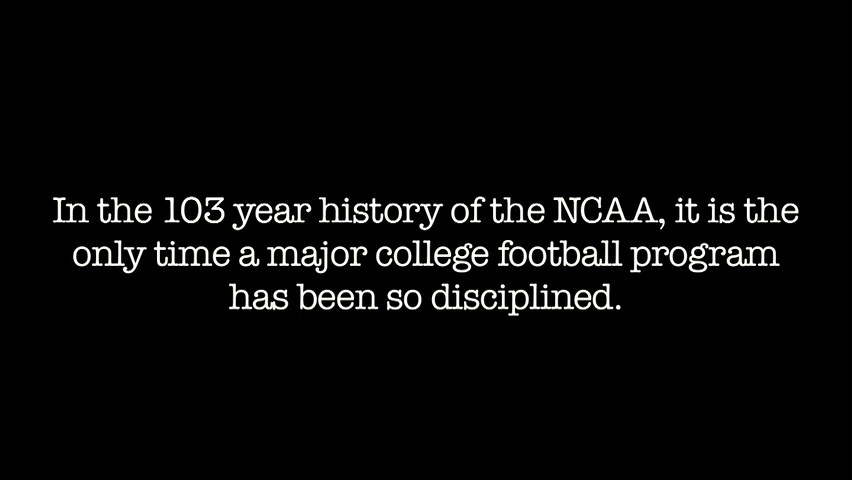 In the 103 year history of the NCAA, it is the
only time a major college football program
has been so disciplined.